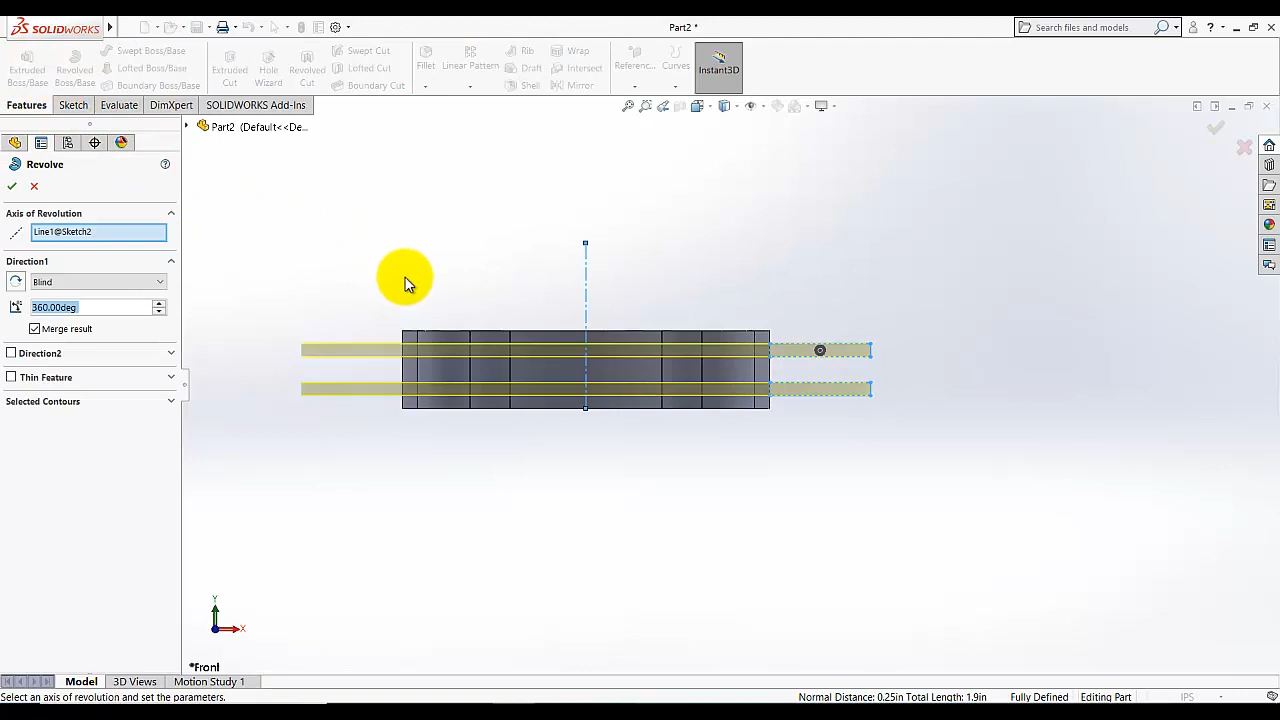 SOLIDWORKS
Part2 *
Search files and models
?
Extruded Boss/Base
Revolved Boss/Base
Swept Boss/Base
Lofted Boss/Base
Boundary Boss/Base
Extruded Cut
Hole Wizard
Revolved Cut
Swept Cut
Lofted Cut
Boundary Cut
Fillet
Linear Pattern
Rib
Draft
Shell
Wrap
Intersect
Mirror
Referenc...
Curves
Instant3D
Features
Sketch
Evaluate
DimXpert
SOLIDWORKS Add-Ins
Part2 (Default<<De...
Revolve
?
Axis of Revolution
Line1@Sketch2
Direction1
Blind
360.00deg
Merge result
Direction2
Thin Feature
Selected Contours
Y
X
*Front
Model
3D Views
Motion Study 1
Select an axis of revolution and set the parameters.
Normal Distance: 0.25in Total Length: 1.9in
Fully Defined
Editing Part
IPS